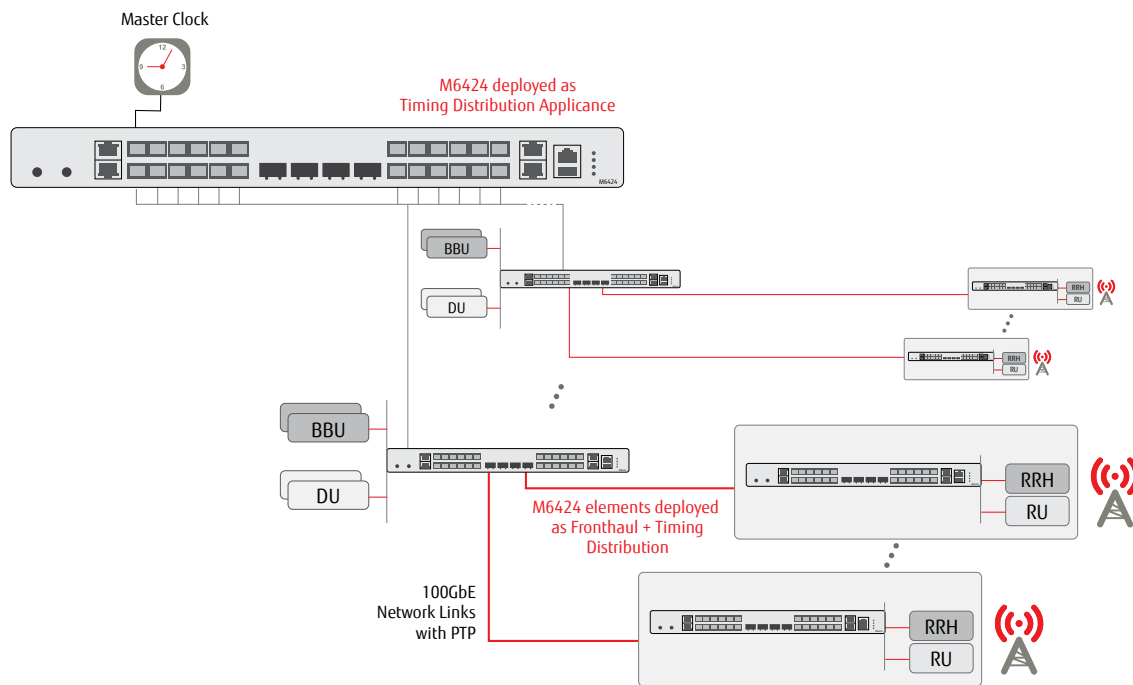 Master Clock
12
9
3
6
M6424 deployed as
Timing Distribution Applicance
M6424
BBU
DU
RRH
RU
RRH
RU
BBU
DU
RRH
RU
M6424 elements deployed
as Fronthaul + Timing
Distribution
100GbE
Network Links
with PTP
RRH
RU